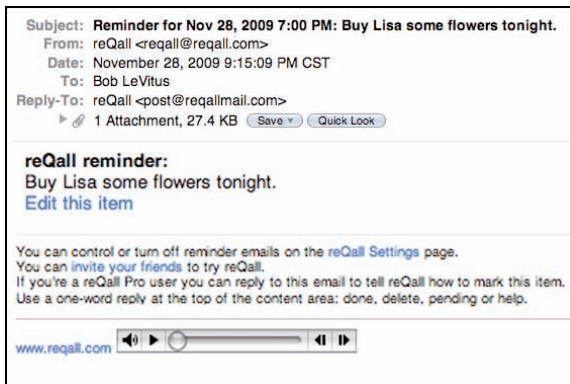 Subject: Reminder for Nov 28, 2009 7:00 PM: Buy Lisa some flowers tonight.
From: reQall <reqall@reqall.com>
Date: November 28, 2009 9:15:09 PM CST
To: Bob LeVitus
Reply-To: reQall <post@reqallmail.com>
1 Attachment, 27.4 KB Save Quick Look
reQall reminder:
Buy Lisa some flowers tonight.
Edit this item
You can control or turn off reminder emails on the reQall Settings page.
You can invite your friends to try reQall.
If you're a reQall Pro user you can reply to this email to tell reQall how to mark this item.
Use a one-word reply at the top of the content area: done, delete, pending or help.
www.reqall.com